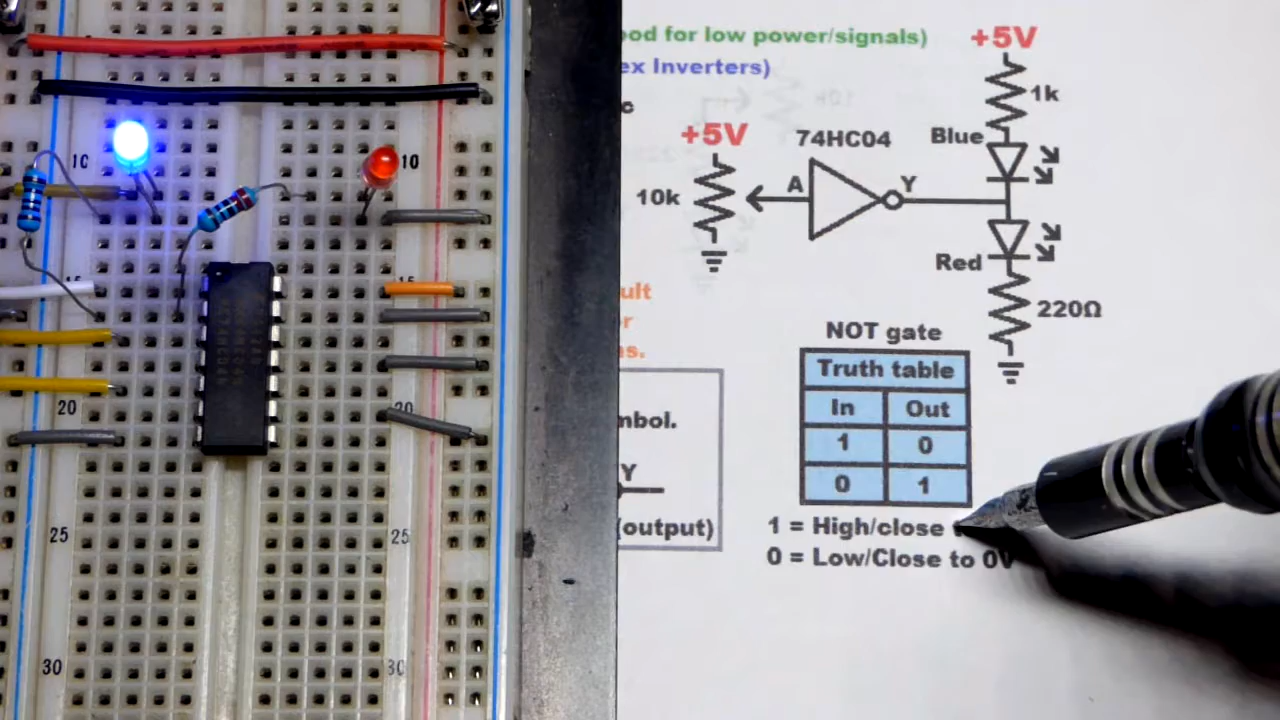 10
10
15
20
20
25
25
30
30
ood for low power/signals)
ex Inverters)
c
+5V
1k
Blue
+5V
74HC04
10k
A
Y
Red
220Ω
ult
r
s.
NOT gate
Truth table
In Out
1 0
0 1
nbol.
Y
(output)
1 = High/close
0 = Low/Close to 0V